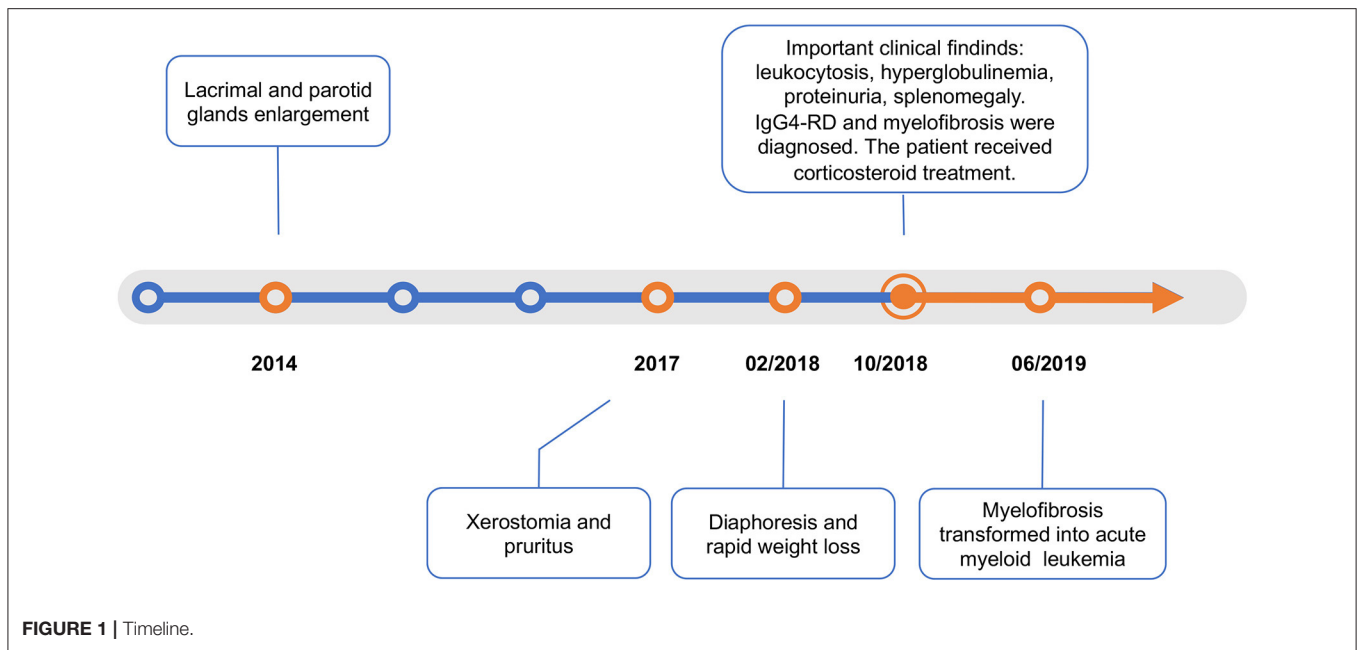 Lacrimal and parotid
glands enlargement
Important clinical findinds:
leukocytosis, hyperglobulinemia,
proteinuria, splenomegaly.
IgG4-RD and myelofibrosis were
diagnosed. The patient received
corticosteroid treatment.
2014
2017
02/2018
10/2018
06/2019
Xerostomia and
pruritus
Diaphoresis and
rapid weight loss
Myelofibrosis
transformed into acute
myeloid leukemia
FIGURE 1 | Timeline.